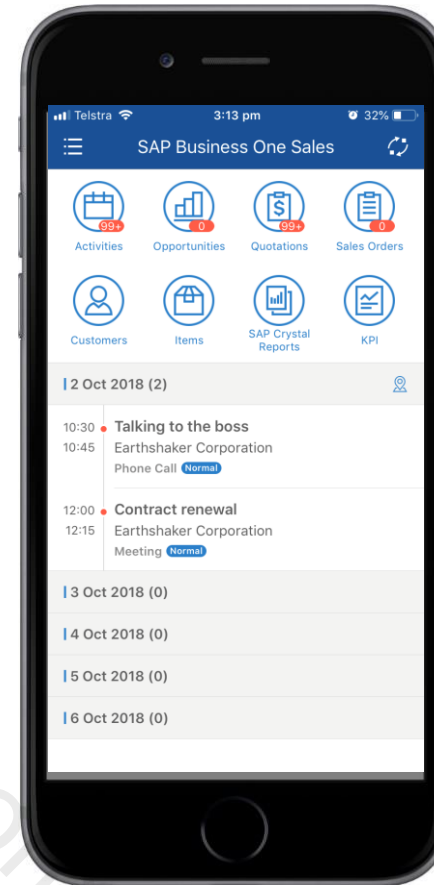 Telstra 3:13 pm 32%
SAP Business One Sales
99+ 0 99+ 0
Activities Opportunities Quotations Sales Orders
Customers Items SAP Crystal Reports KPI
2 Oct 2018 (2)
10:30 Talking to the boss
10:45 Earthshaker Corporation
Phone Call Normal
12:00 Contract renewal
12:15 Earthshaker Corporation
Meeting Normal
3 Oct 2018 (0)
4 Oct 2018 (0)
5 Oct 2018 (0)
6 Oct 2018 (0)